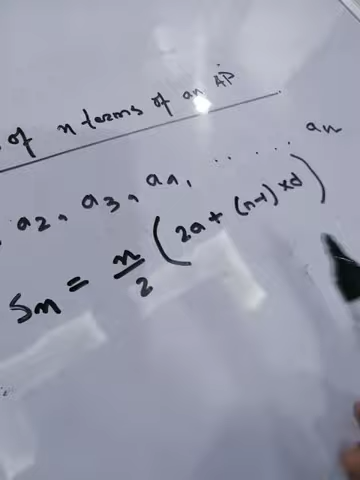 of n terms of an AP
a2, a3, a4, ...... an
Sn = n/2 (2a + (n-1) × d)